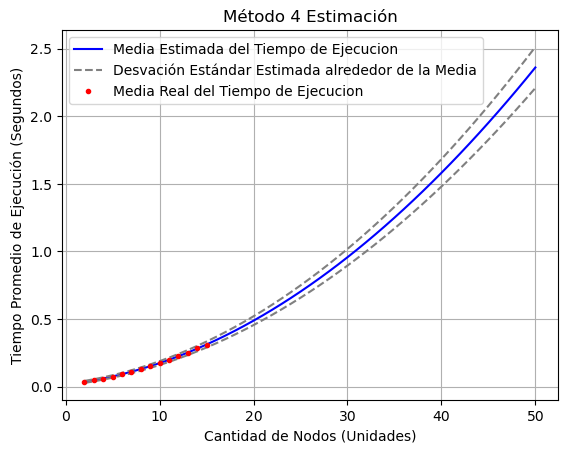 Método 4 Estimación
Media Estimada del Tiempo de Ejecucion
Desvación Estándar Estimada alrededor de la Media
Media Real del Tiempo de Ejecucion
Tiempo Promedio de Ejecución (Segundos)
2.5
2.0
1.5
1.0
0.5
0.0
0 10 20 30 40 50
Cantidad de Nodos (Unidades)